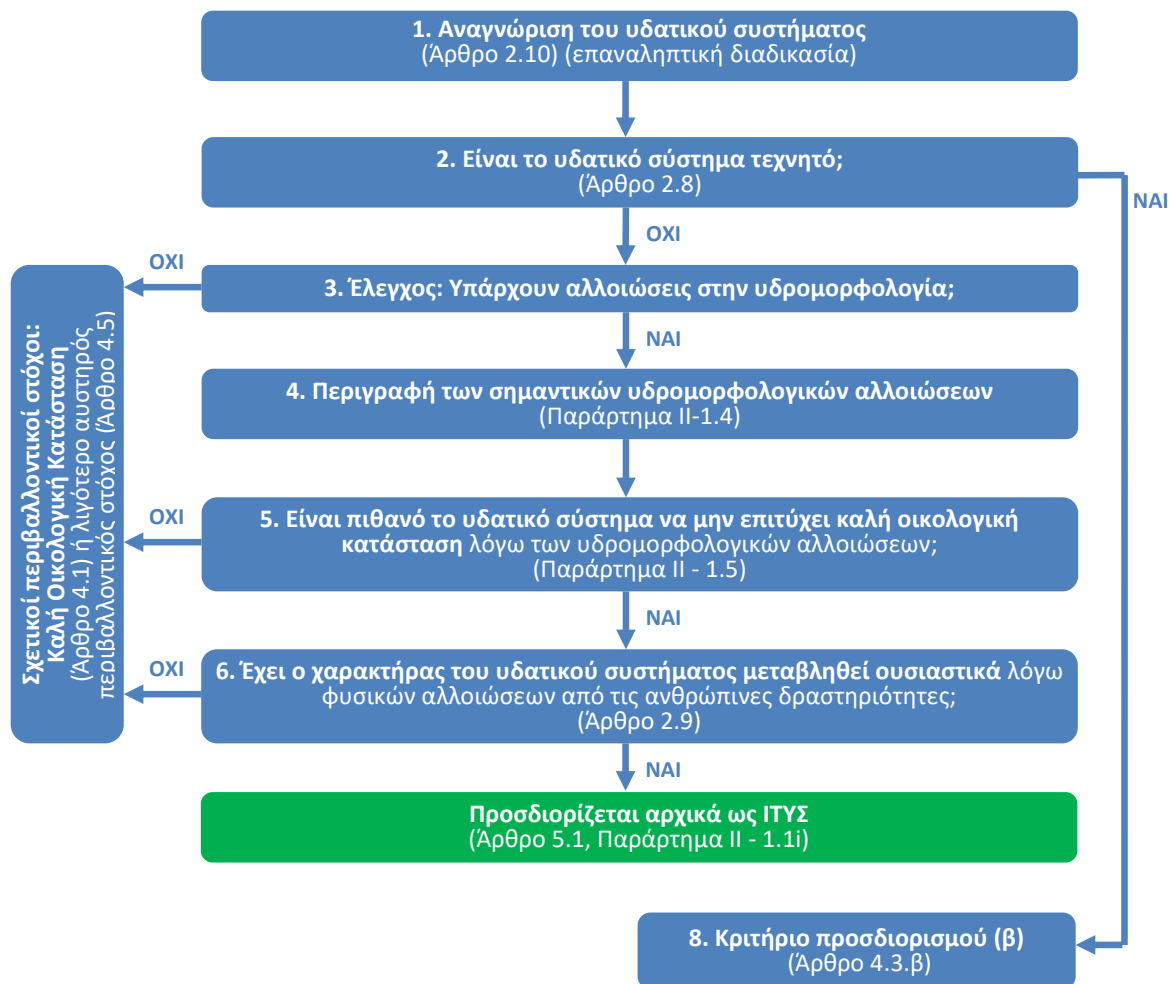 1. Αναγνώριση του υδατικού συστήματος
(Άρθρο 2.10) (επαναληπτική διαδικασία)
2. Είναι το υδατικό σύστημα τεχνητό;
(Άρθρο 2.8)
ΝΑΙ
ΟΧΙ
ΟΧΙ
3. Έλεγχος: Υπάρχουν αλλοιώσεις στην υδρομορφολογία;
ΝΑΙ
4. Περιγραφή των σημαντικών υδρομορφολογικών αλλοιώσεων
(Παράρτημα II-1.4)
Σχετικοί περιβαλλοντικοί στόχοι:
Καλή Οικολογική Κατάσταση
(Άρθρο 4.1) ή λιγότερο αυστηρός
περιβαλλοντικός στόχος (Άρθρο 4.5)
ΟΧΙ
5. Είναι πιθανό το υδατικό σύστημα να μην επιτύχει καλή οικολογική
κατάσταση λόγω των υδρομορφολογικών αλλοιώσεων;
(Παράρτημα II - 1.5)
ΝΑΙ
ΟΧΙ
6. Έχει ο χαρακτήρας του υδατικού συστήματος μεταβληθεί ουσιαστικά λόγω
φυσικών αλλοιώσεων από τις ανθρώπινες δραστηριότητες;
(Άρθρο 2.9)
ΝΑΙ
Προσδιορίζεται αρχικά ως ΙΤΥΣ
(Άρθρο 5.1, Παράρτημα II - 1.1i)
8. Κριτήριο προσδιορισμού (β)
(Άρθρο 4.3.β)